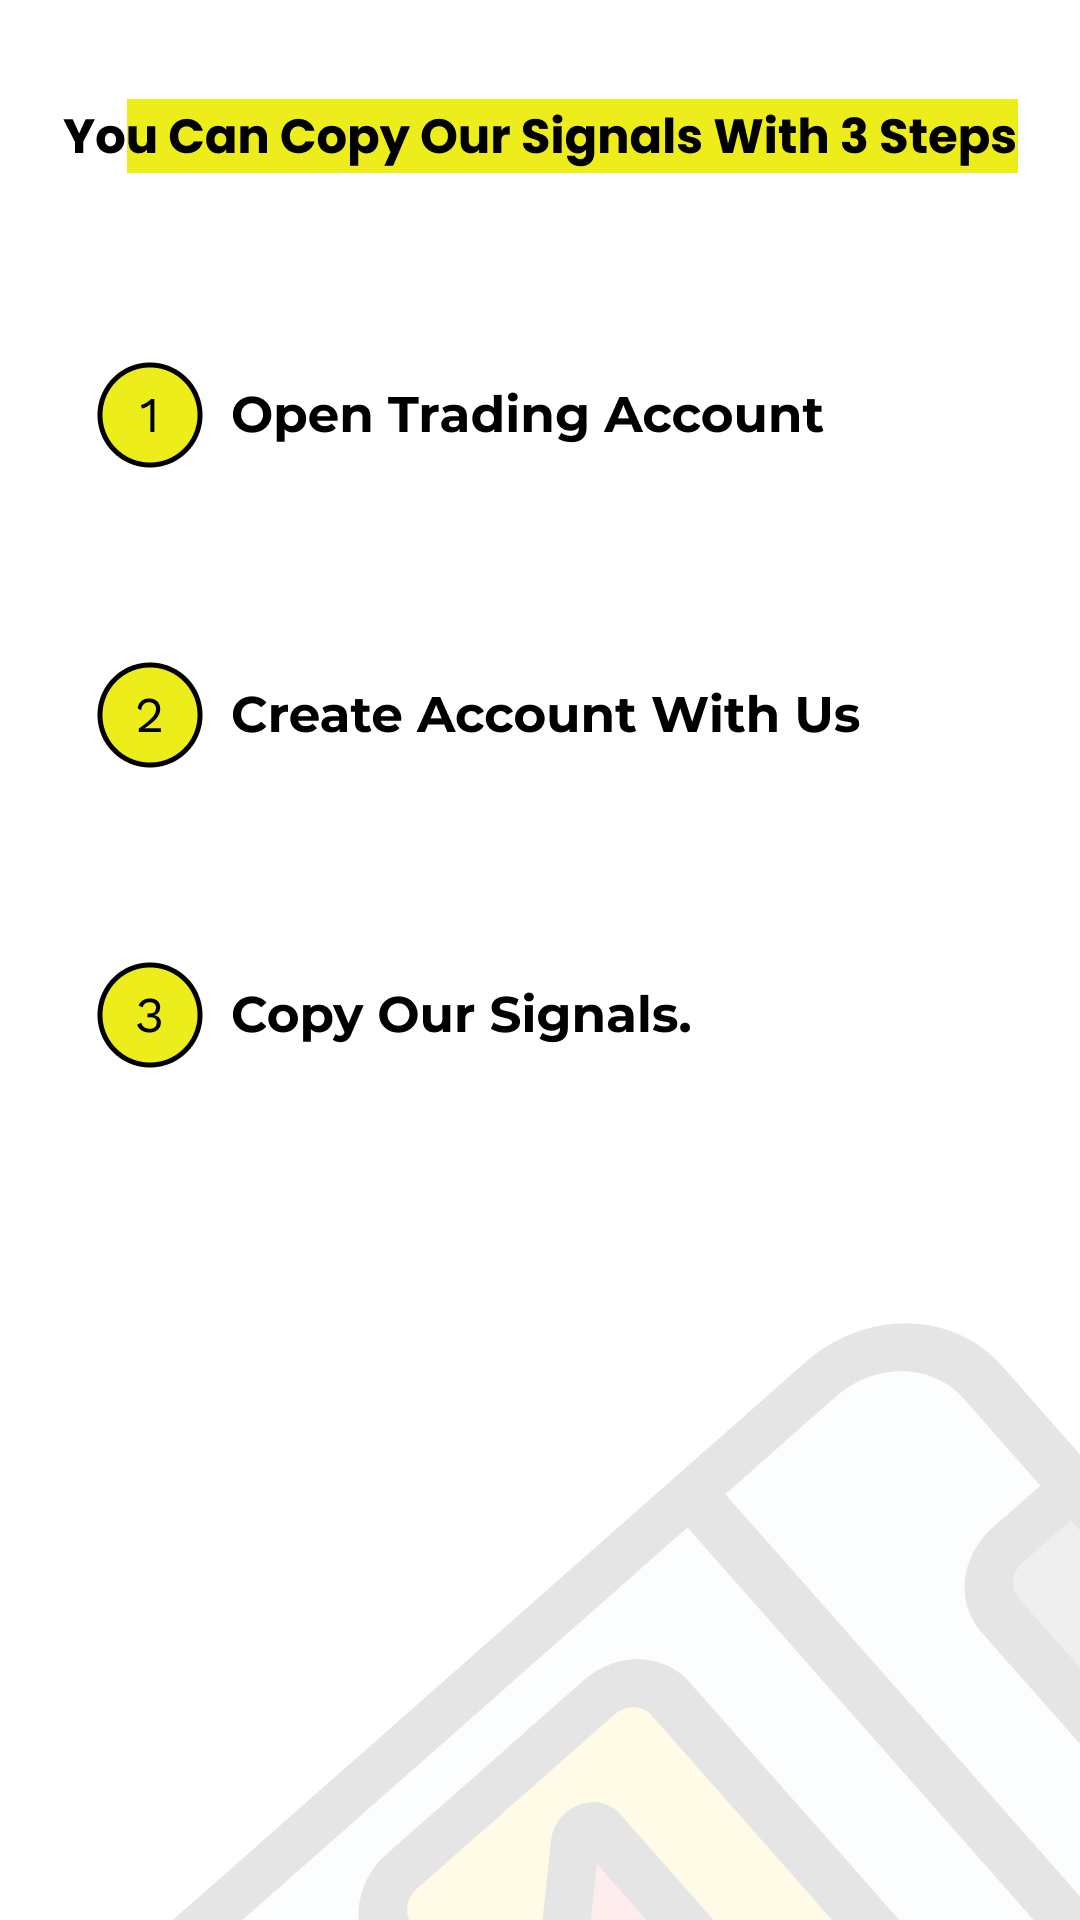 You Can Copy Our Signals With 3 Steps
1 Open Trading Account
2 Create Account With Us
3 Copy Our Signals.